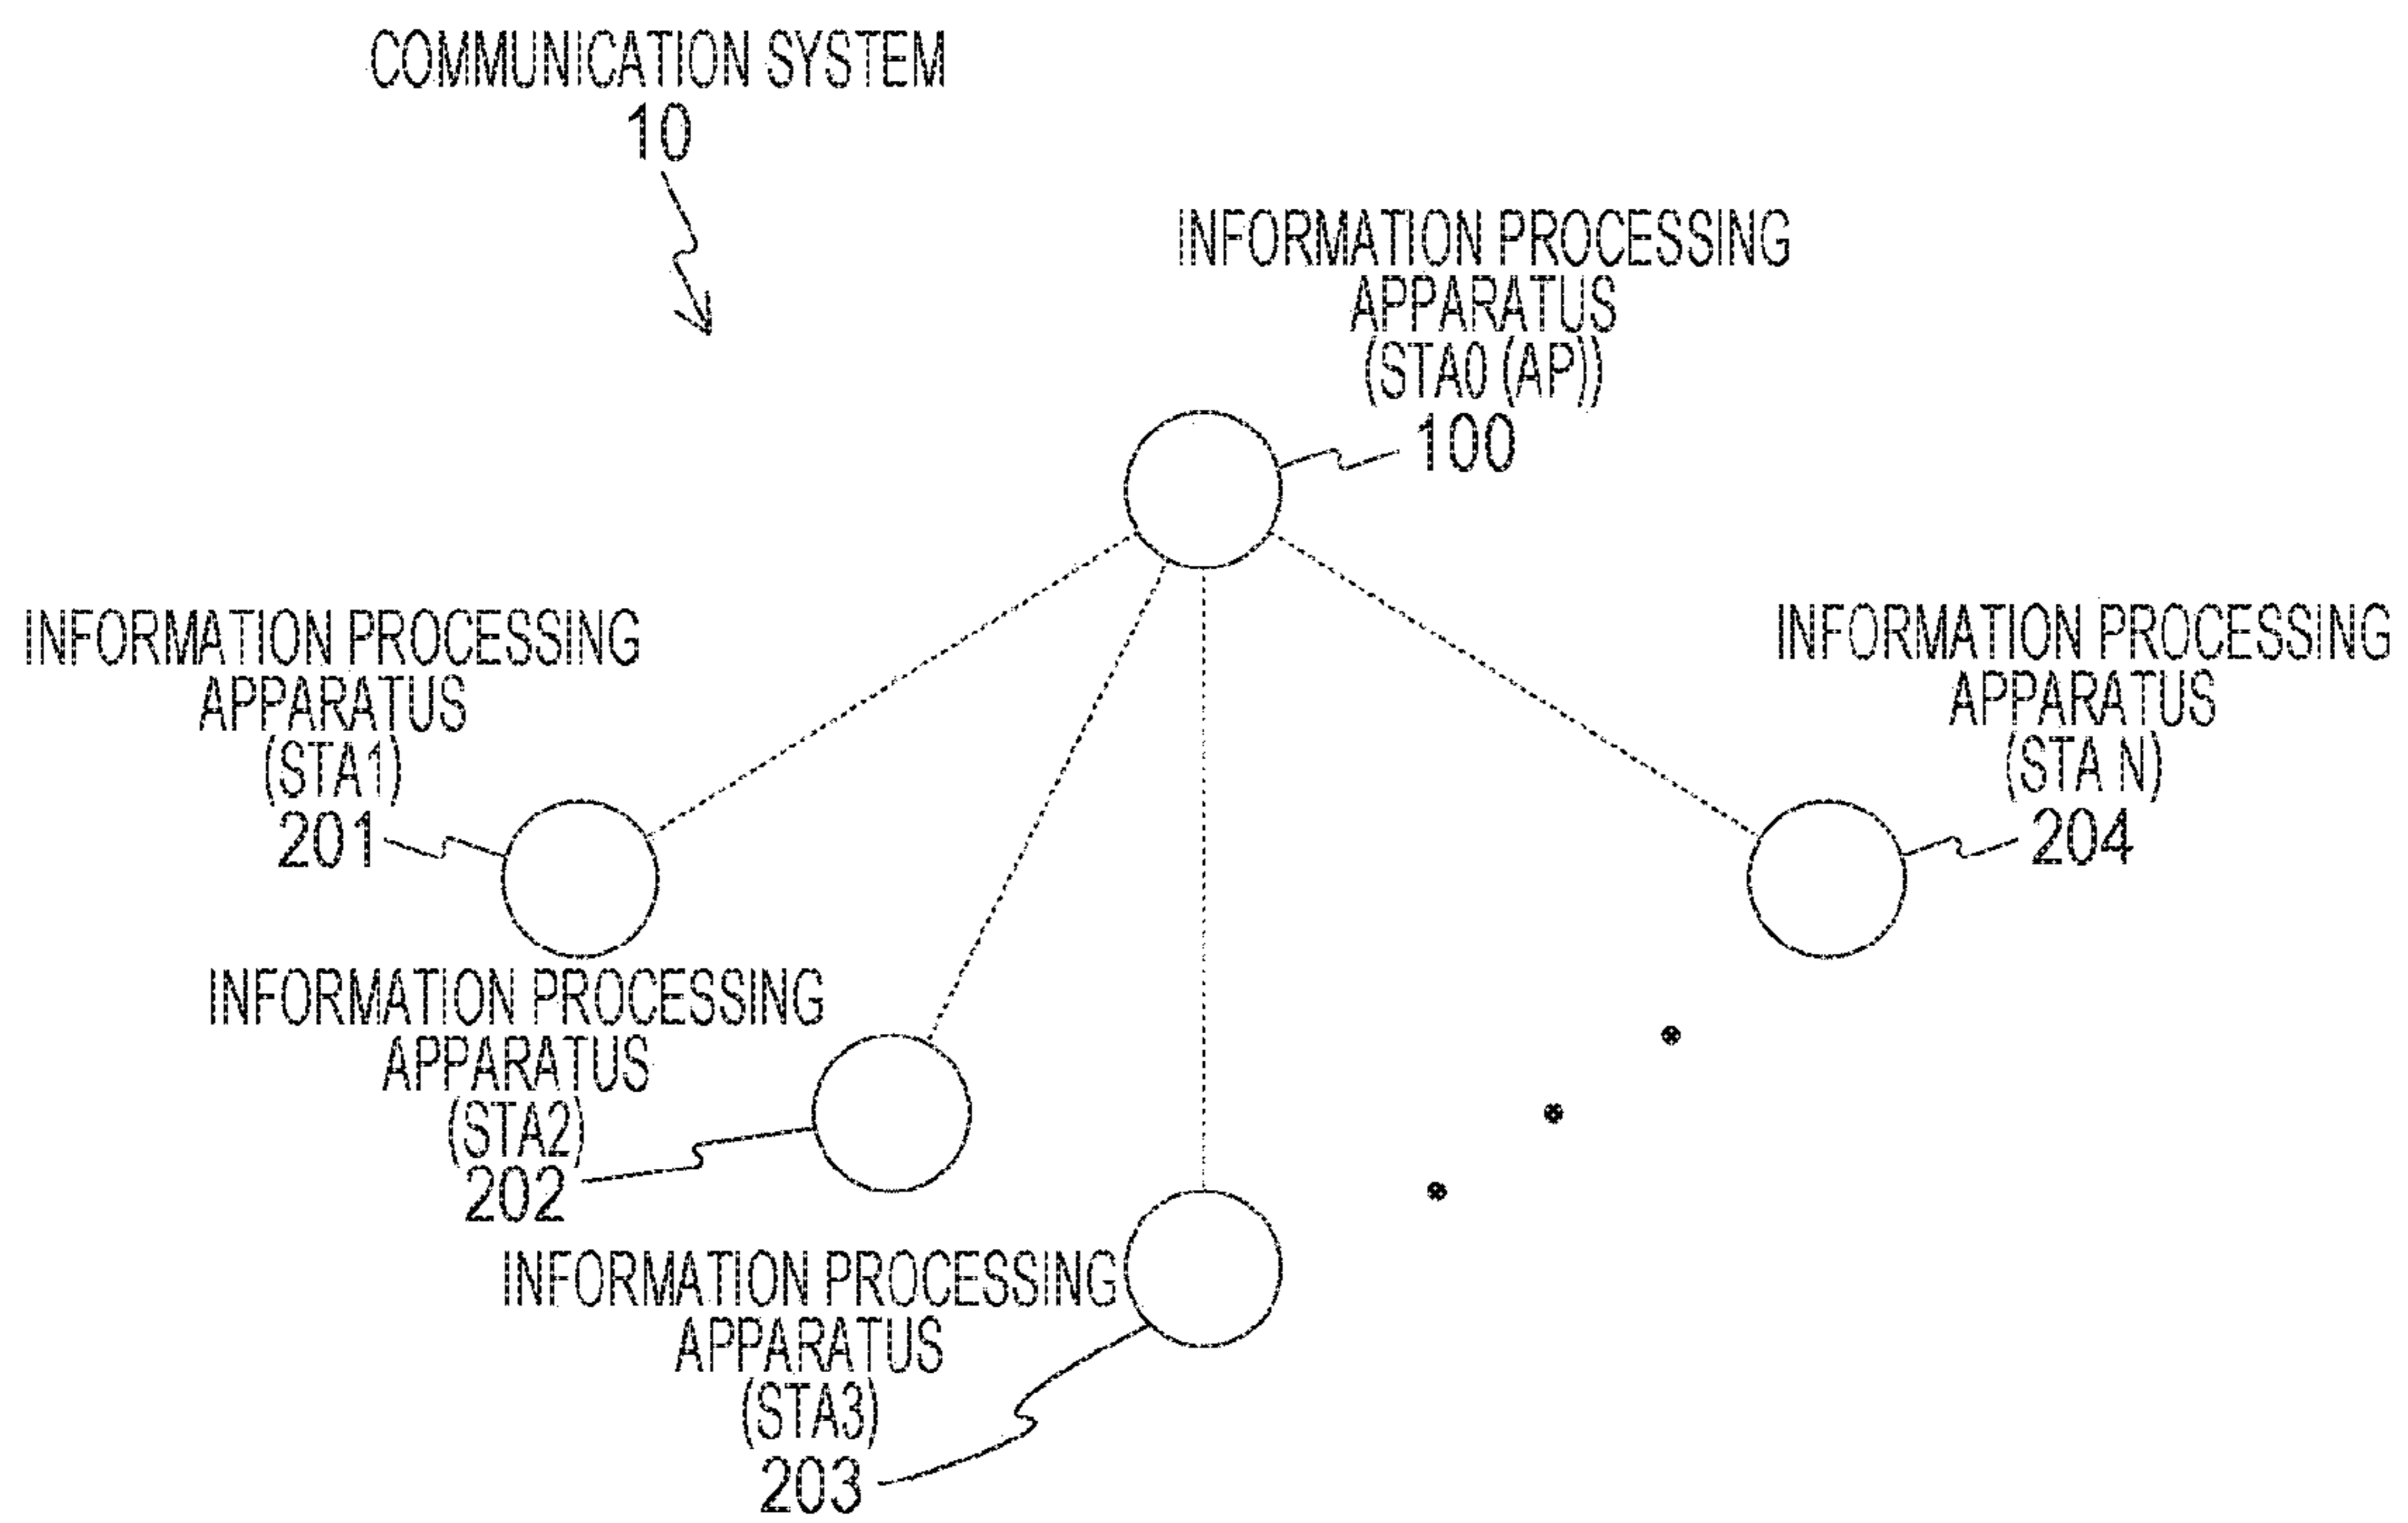 COMMUNICATION SYSTEM
10
INFORMATION PROCESSING
APPARATUS
(STA0 (AP))
100
INFORMATION PROCESSING
APPARATUS
(STA1)
201
INFORMATION PROCESSING
APPARATUS
(STA N)
204
INFORMATION PROCESSING
APPARATUS
(STA2)
202
INFORMATION PROCESSING
APPARATUS
(STA3)
203